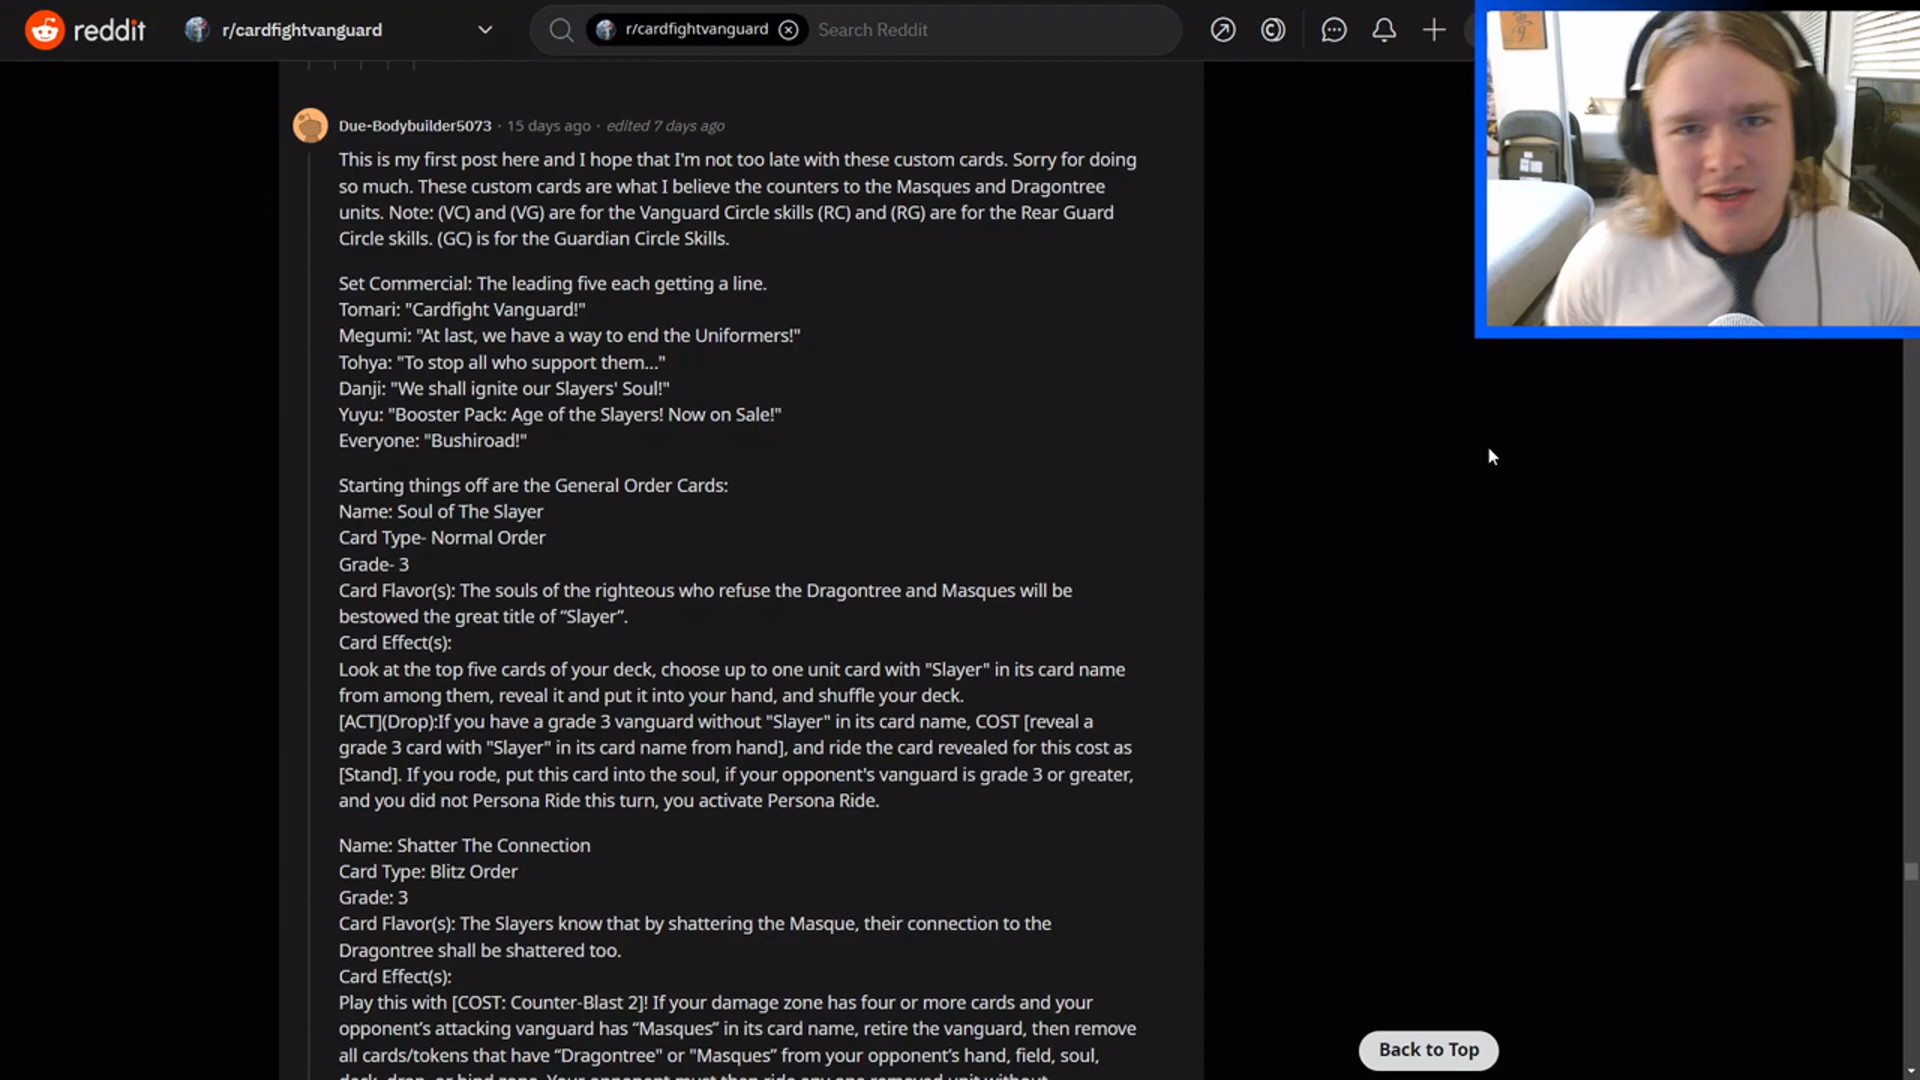 reddit
r/cardfightvanguard
r/cardfightvanguard
Search Reddit
Due-Bodybuilder5073 · 15 days ago · edited 7 days ago
This is my first post here and I hope that I'm not too late with these custom cards. Sorry for doing
so much. These custom cards are what I believe the counters to the Masques and Dragontree
units. Note: (VC) and (VG) are for the Vanguard Circle skills (RC) and (RG) are for the Rear Guard
Circle skills. (GC) is for the Guardian Circle Skills.
Set Commercial: The leading five each getting a line.
Tomari: "Cardfight Vanguard!"
Megumi: "At last, we have a way to end the Uniformers!"
Tohya: "To stop all who support them..."
Danji: "We shall ignite our Slayers' Soul!"
Yuyu: "Booster Pack: Age of the Slayers! Now on Sale!"
Everyone: "Bushiroad!"
Starting things off are the General Order Cards:
Name: Soul of The Slayer
Card Type- Normal Order
Grade- 3
Card Flavor(s): The souls of the righteous who refuse the Dragontree and Masques will be
bestowed the great title of “Slayer”.
Card Effect(s):
Look at the top five cards of your deck, choose up to one unit card with "Slayer" in its card name
from among them, reveal it and put it into your hand, and shuffle your deck.
[ACT](Drop):If you have a grade 3 vanguard without "Slayer" in its card name, COST [reveal a
grade 3 card with "Slayer" in its card name from hand], and ride the card revealed for this cost as
[Stand]. If you rode, put this card into the soul, if your opponent's vanguard is grade 3 or greater,
and you did not Persona Ride this turn, you activate Persona Ride.
Name: Shatter The Connection
Card Type: Blitz Order
Grade: 3
Card Flavor(s): The Slayers know that by shattering the Masque, their connection to the
Dragontree shall be shattered too.
Card Effect(s):
Play this with [COST: Counter-Blast 2]! If your damage zone has four or more cards and your
opponent's attacking vanguard has “Masques” in its card name, retire the vanguard, then remove
all cards/tokens that have “Dragontree" or "Masques” from your opponent's hand, field, soul,
deck, drop, or bind zone. Your opponent must then ride any one removed unit without
Back to Top